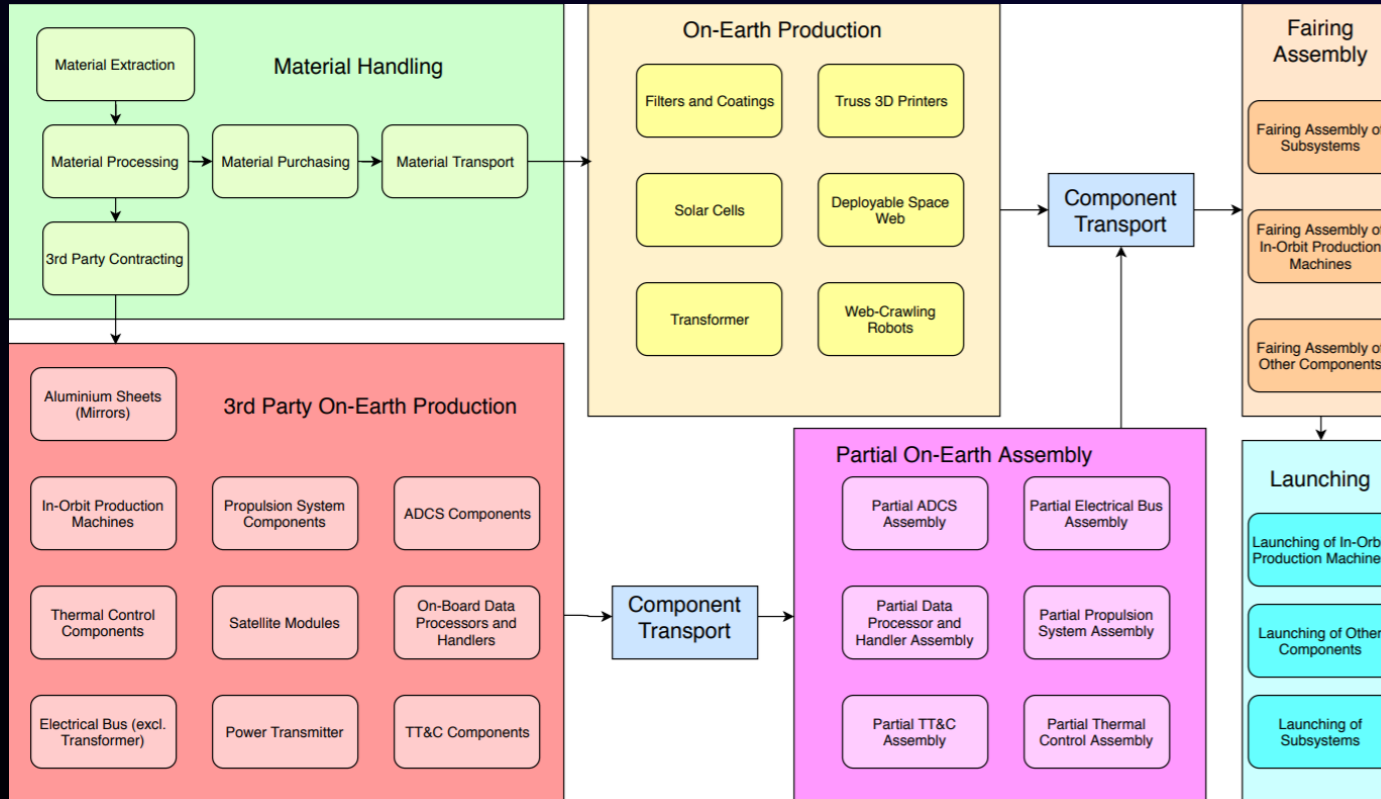 Material Handling
Material Extraction
Material Processing
Material Purchasing
Material Transport
3rd Party Contracting
On-Earth Production
Filters and Coatings
Truss 3D Printers
Solar Cells
Deployable Space
Web
Transformer
Web-Crawling
Robots
Component
Transport
Fairing
Assembly
Fairing Assembly of
Subsystems
Fairing Assembly of
In-Orbit Production
Machines
Fairing Assembly of
Other Components
3rd Party On-Earth Production
Aluminium Sheets
(Mirrors)
In-Orbit Production
Machines
Propulsion System
Components
ADCS Components
Thermal Control
Components
Satellite Modules
On-Board Data
Processors and
Handlers
Electrical Bus (excl.
Transformer)
Power Transmitter
TT&C Components
Component
Transport
Partial On-Earth Assembly
Partial ADCS
Assembly
Partial Electrical Bus
Assembly
Partial Data
Processor and
Handler Assembly
Partial Propulsion
System Assembly
Partial TT&C
Assembly
Partial Thermal
Control Assembly
Launching
Launching of In-Orb
Production Machine
Launching of Other
Components
Launching of
Subsystems